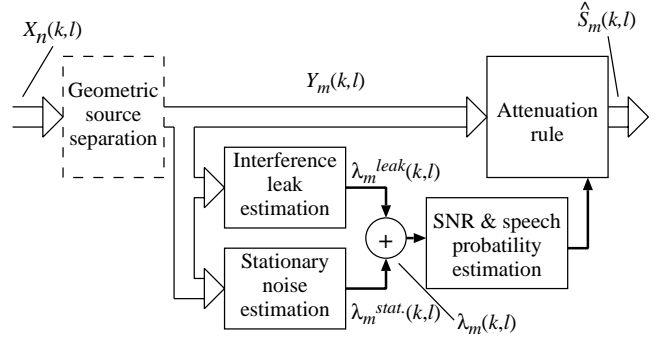 X_n(k,l)
Ŝ_m(k,l)
Geometric
source
separation
Y_m(k,l)
Attenuation
rule
Interference
leak
estimation
λ_m^leak(k,l)
+
SNR & speech
probatility
estimation
Stationary
noise
estimation
λ_m^stat.(k,l)
λ_m(k,l)